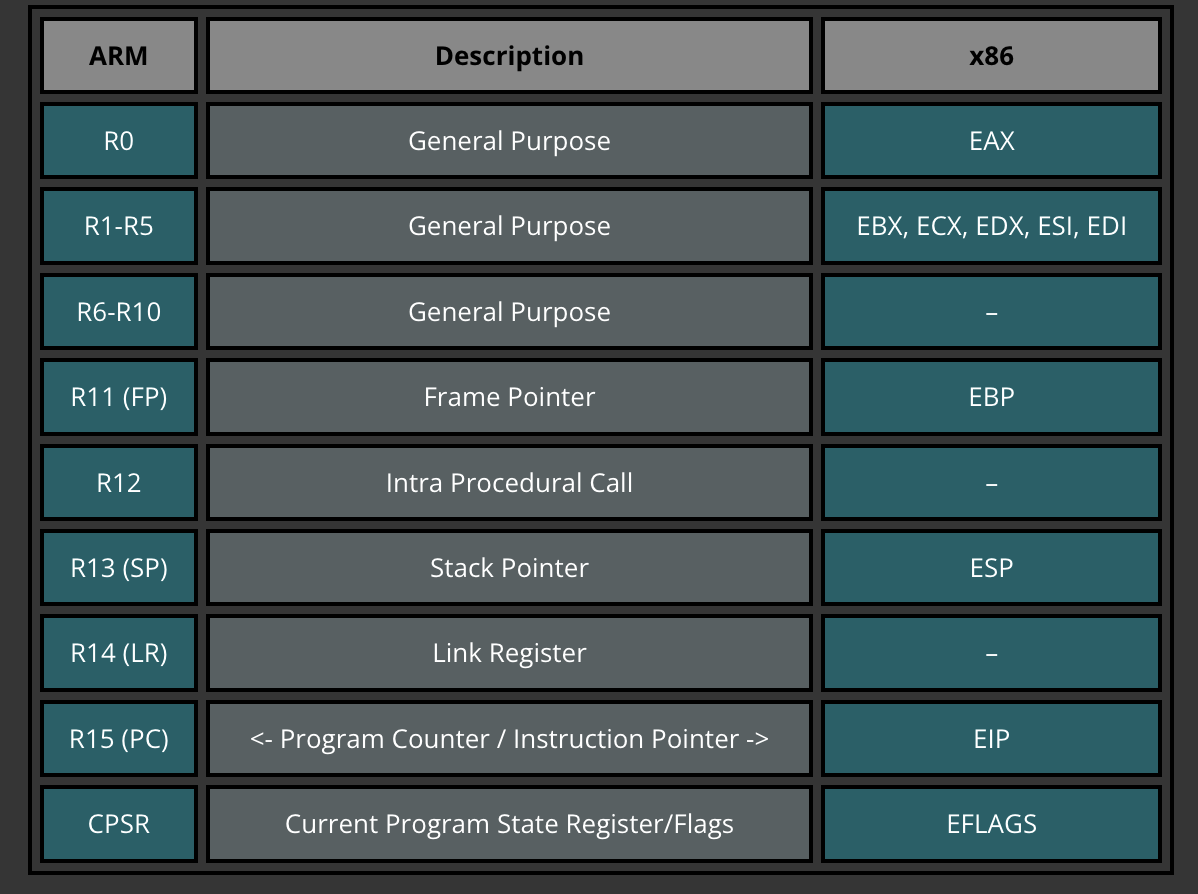 ARM Description x86
R0 General Purpose EAX
R1-R5 General Purpose EBX, ECX, EDX, ESI, EDI
R6-R10 General Purpose –
R11 (FP) Frame Pointer EBP
R12 Intra Procedural Call –
R13 (SP) Stack Pointer ESP
R14 (LR) Link Register –
R15 (PC) <- Program Counter / Instruction Pointer -> EIP
CPSR Current Program State Register/Flags EFLAGS